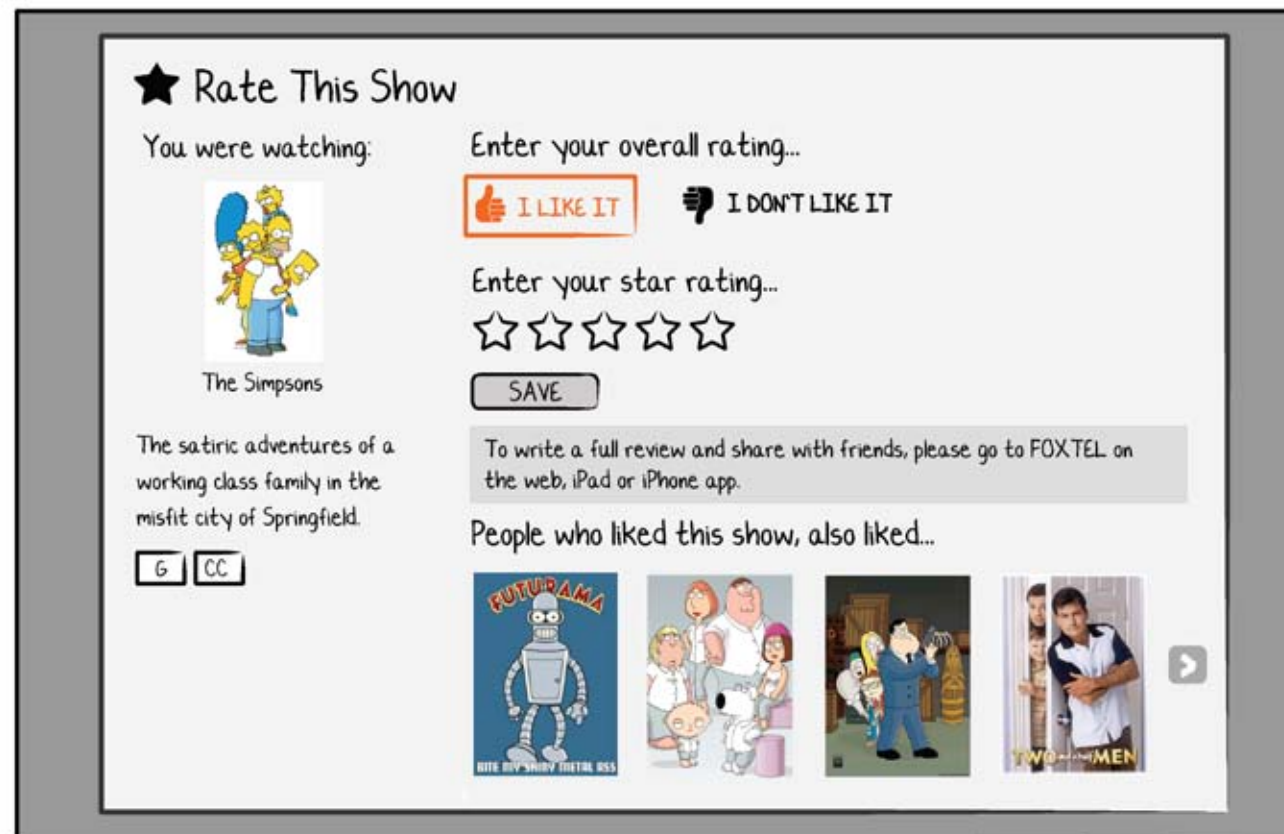 Rate This Show
You were watching:
The Simpsons
The satiric adventures of a
working class family in the
misfit city of Springfield.
G CC
Enter your overall rating...
I LIKE IT I DON'T LIKE IT
Enter your star rating...
SAVE
To write a full review and share with friends, please go to FOXTEL on
the web, iPad or iPhone app.
People who liked this show, also liked...
FUTURAMA
BITE MY SHINY METAL ASS
TWO MEN